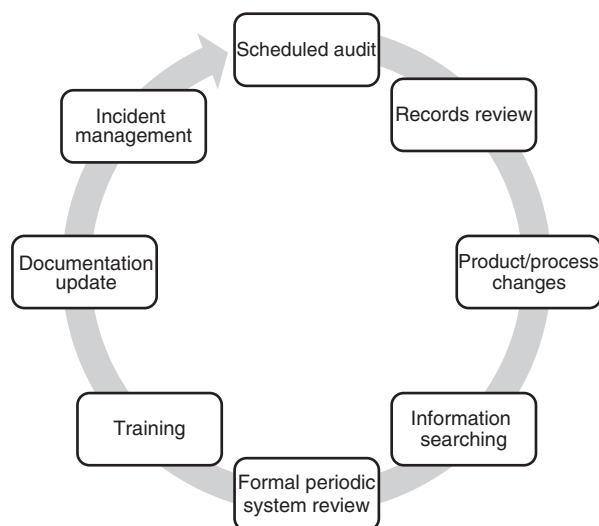 Scheduled audit
Records review
Product/process
changes
Information
searching
Formal periodic
system review
Training
Documentation
update
Incident
management